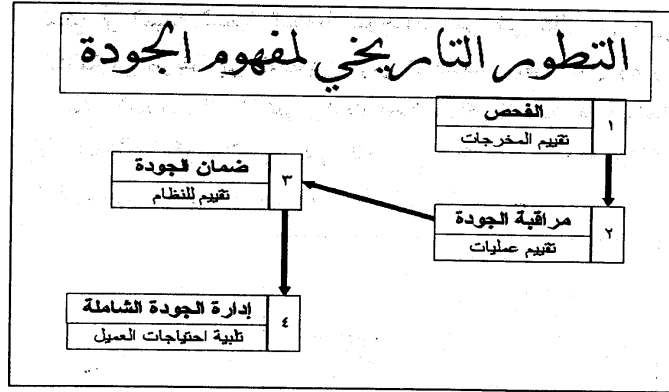 التطور التاريخي لمفهوم الجودة
١
الفحص
تقييم المخرجات
٢
مراقبة الجودة
تقييم عمليات
٣
ضمان الجودة
تقييم للنظام
٤
إدارة الجودة الشاملة
تلبية احتياجات العميل